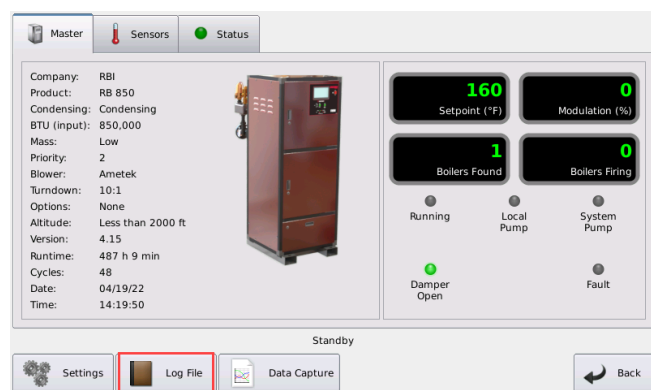 Master
Sensors
Status
Company: RBI
Product: RB 850
Condensing: Condensing
BTU (input): 850,000
Mass: Low
Priority: 2
Blower: Ametek
Turndown: 10:1
Options: None
Altitude: Less than 2000 ft
Version: 4.15
Runtime: 487 h 9 min
Cycles: 48
Date: 04/19/22
Time: 14:19:50
160
Setpoint (°F)
0
Modulation (%)
1
Boilers Found
0
Boilers Firing
Running
Local
Pump
System
Pump
Damper
Open
Fault
Standby
Settings
Log File
Data Capture
Back